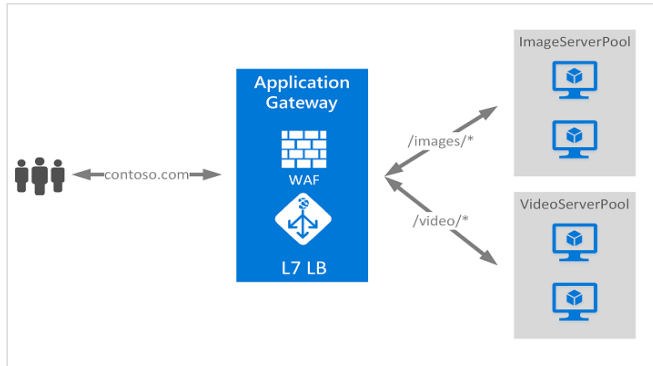 ImageServerPool
Application
Gateway
/images/*
WAF
contoso.com
VideoServerPool
/video/*
L7 LB